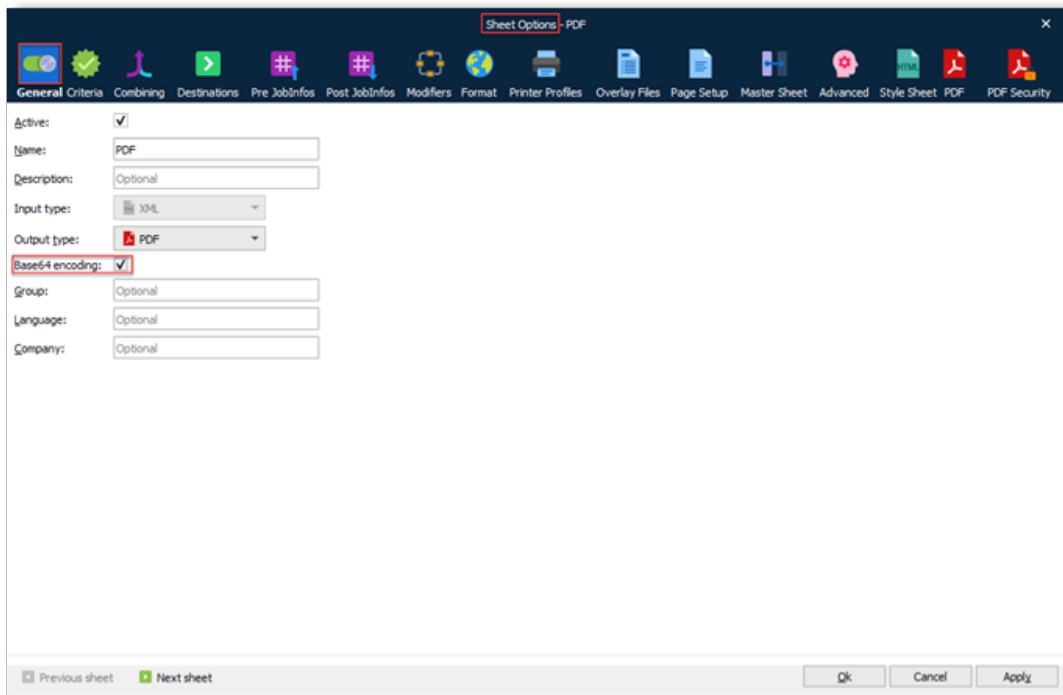 Sheet Options - PDF
General Criteria Combining Destinations Pre JobInfos Post JobInfos Modifiers Format Printer Profiles Overlay Files Page Setup Master Sheet Advanced HTML Style Sheet PDF PDF Security
Active:
Name: PDF
Description: Optional
Input type: XML
Output type: PDF
Base64 encoding:
Group: Optional
Language: Optional
Company: Optional
Previous sheet Next sheet Ok Cancel Apply